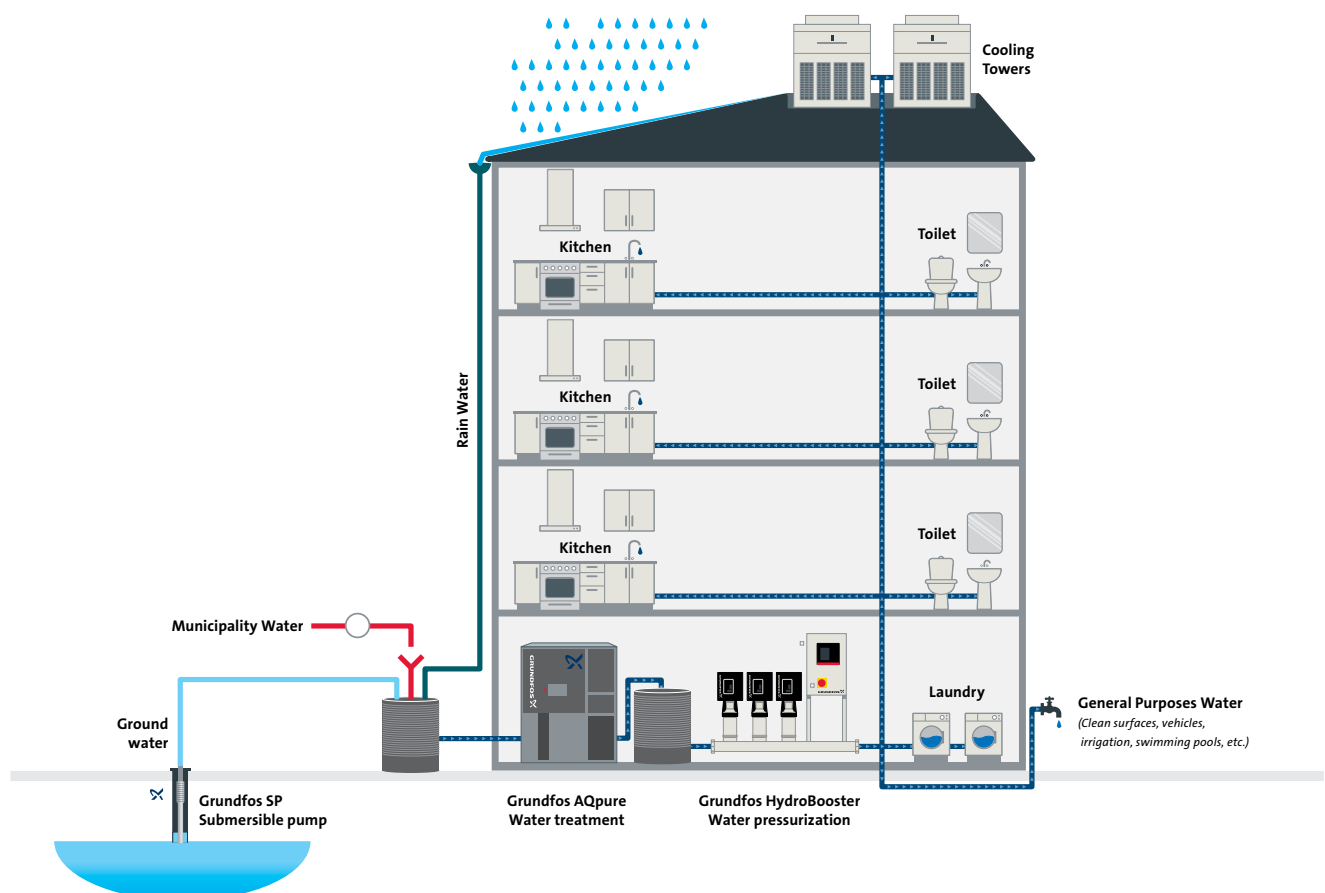 Cooling
Towers
Kitchen
Toilet
Kitchen
Toilet
Rain Water
Kitchen
Toilet
Municipality Water
GRUNDFOS
Laundry
General Purposes Water
(Clean surfaces, vehicles,
irrigation, swimming pools, etc.)
Ground
water
Grundfos SP
Submersible pump
Grundfos AQpure
Water treatment
Grundfos HydroBooster
Water pressurization